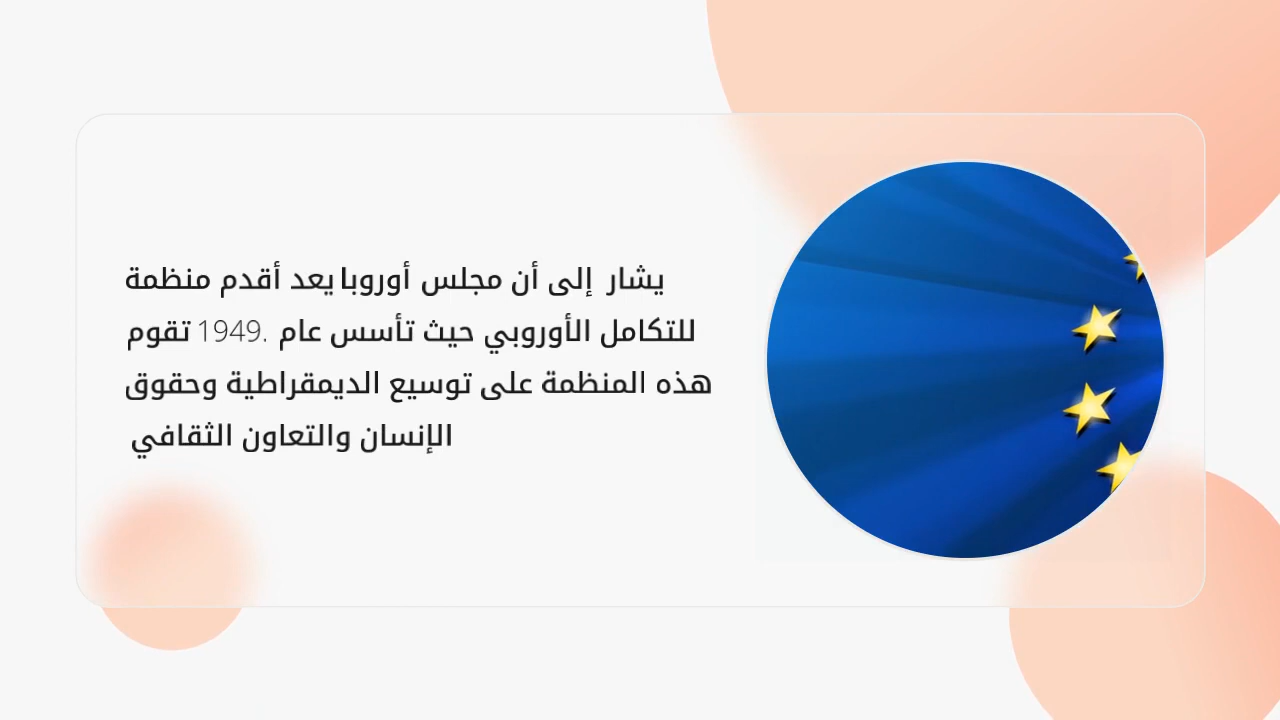 يشار إلى أن مجلس أوروبا يعد أقدم منظمة
للتكامل الأوروبي حيث تأسس عام .1949 تقوم
هذه المنظمة على توسيع الديمقراطية وحقوق
الإنسان والتعاون الثقافي